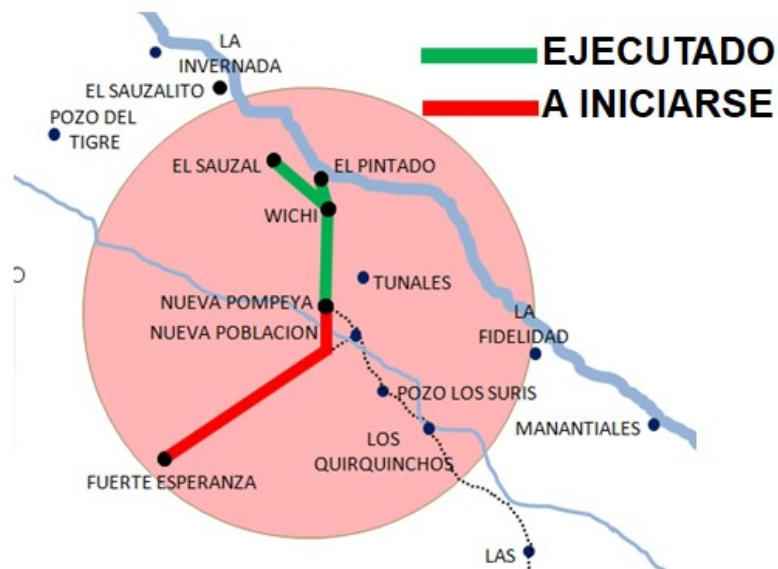 LA
INVERNADA
EJECUTADO
EL SAUZALITO
A INICIARSE
POZO DEL
TIGRE
EL SAUZAL
EL PINTADO
WICHI
TUNALES
NUEVA POMPEYA
NUEVA POBLACION
LA
FIDELIDAD
POZO LOS SURIS
MANANTIALES
LOS
QUIRQUINCHOS
FUERTE ESPERANZA
LAS